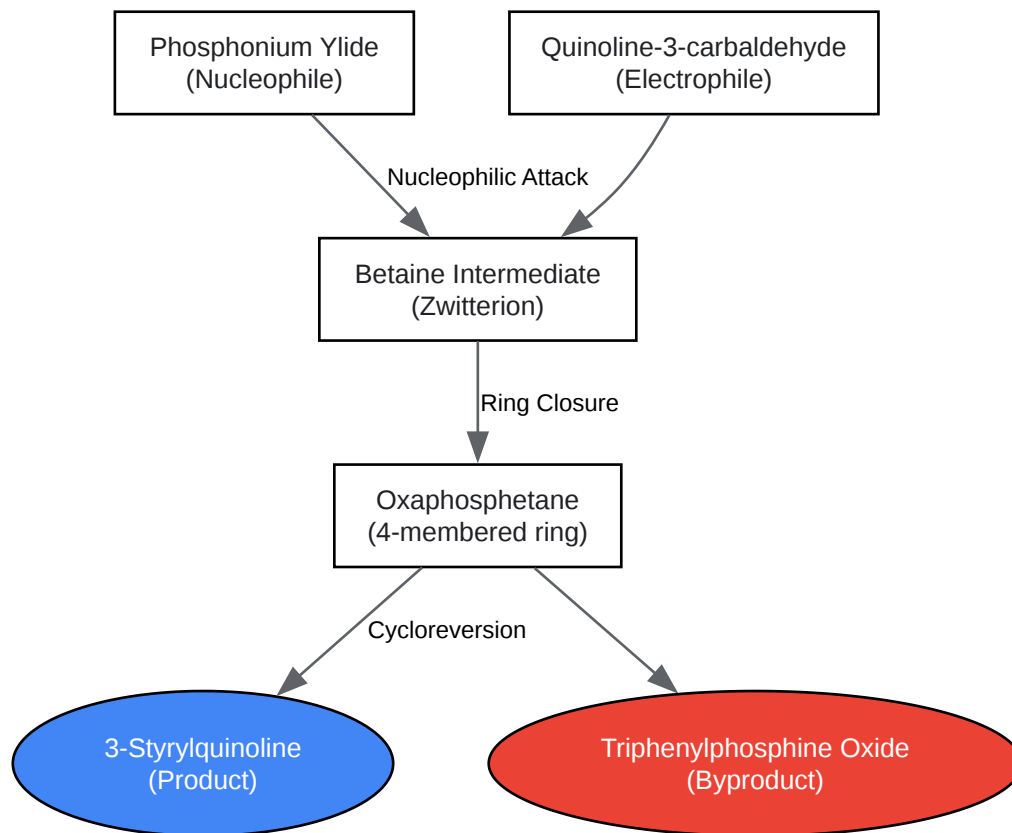 Phosphonium Ylide
(Nucleophile)
Quinoline-3-carbaldehyde
(Electrophile)
Nucleophilic Attack
Betaine Intermediate
(Zwitterion)
Ring Closure
Oxaphosphetane
(4-membered ring)
Cycloreversion
3-Styrylquinoline
(Product)
Triphenylphosphine Oxide
(Byproduct)